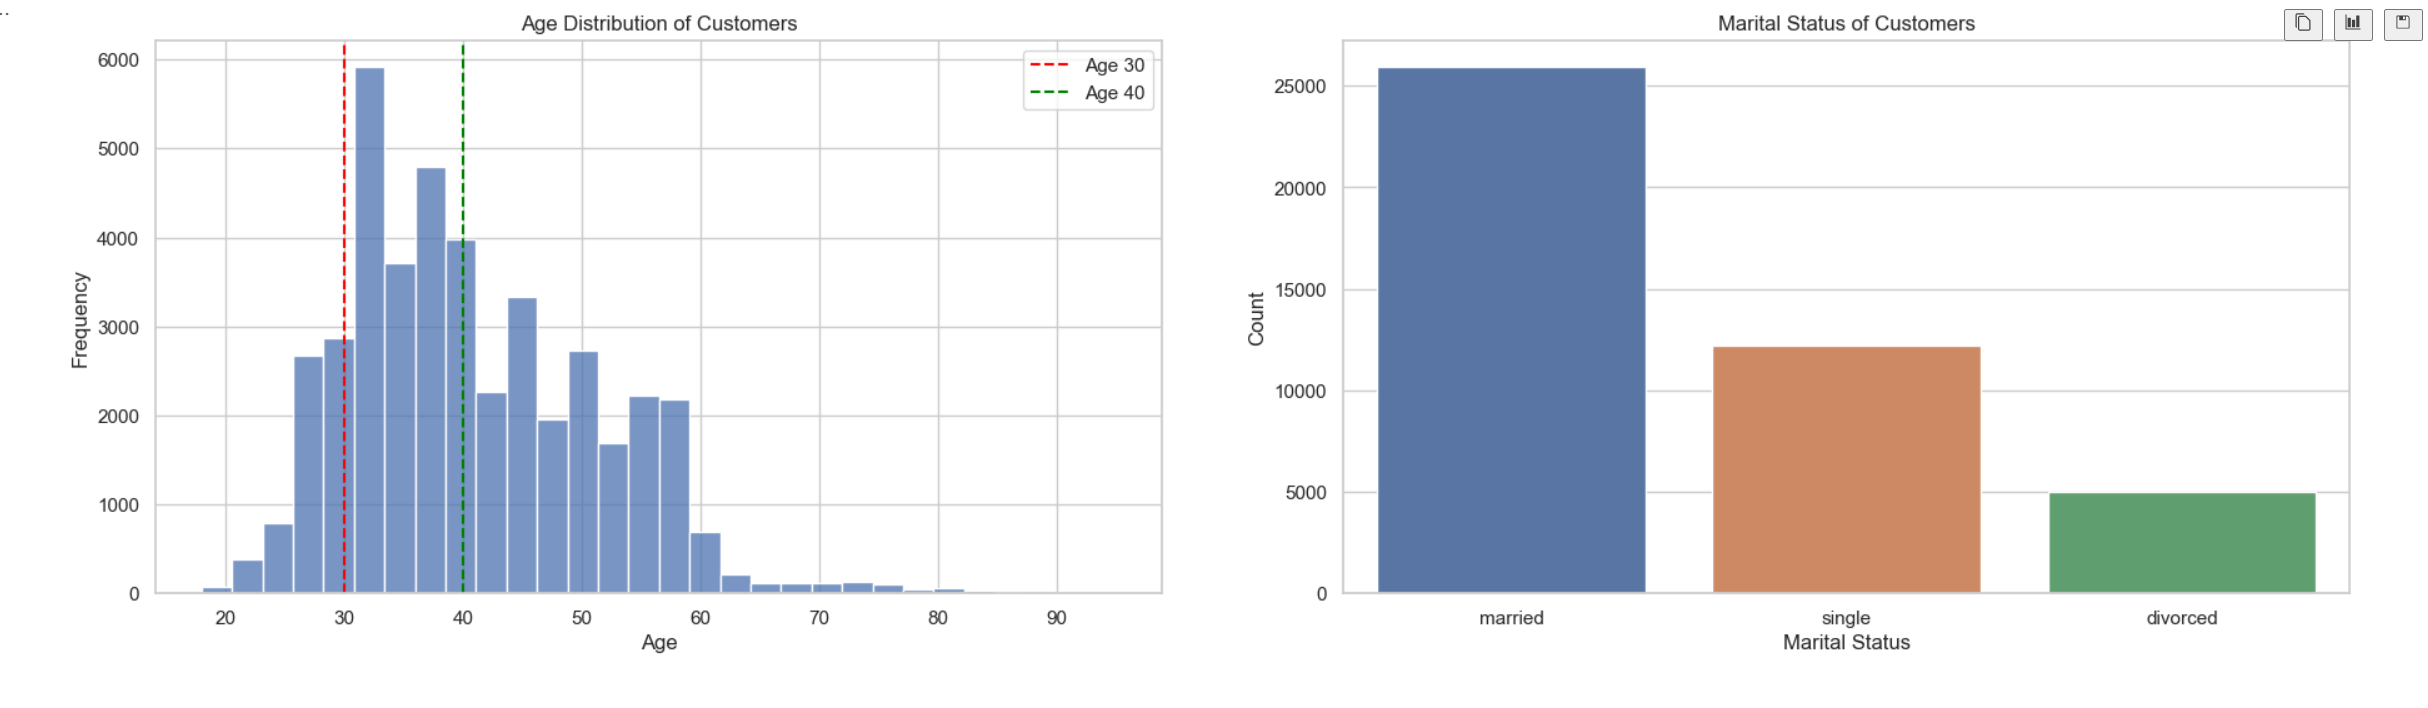 ..
Age Distribution of Customers
6000
5000
4000
3000
2000
1000
0
Frequency
20 30 40 50 60 70 80 90
Age
Age 30
Age 40
Marital Status of Customers
25000
20000
15000
10000
5000
0
Count
married single divorced
Marital Status